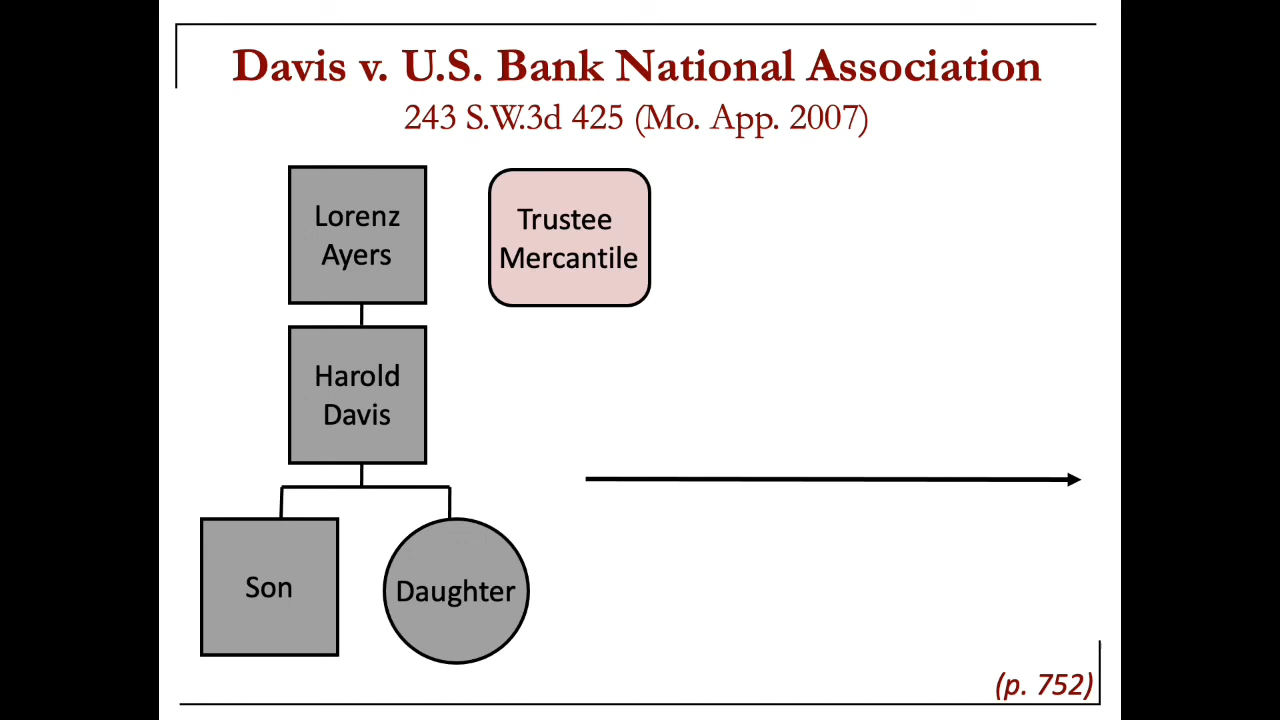 Davis v. U.S. Bank National Association
243 S.W.3d 425 (Mo. App. 2007)
Lorenz
Ayers
Trustee
Mercantile
Harold
Davis
Son
Daughter
(p. 752)